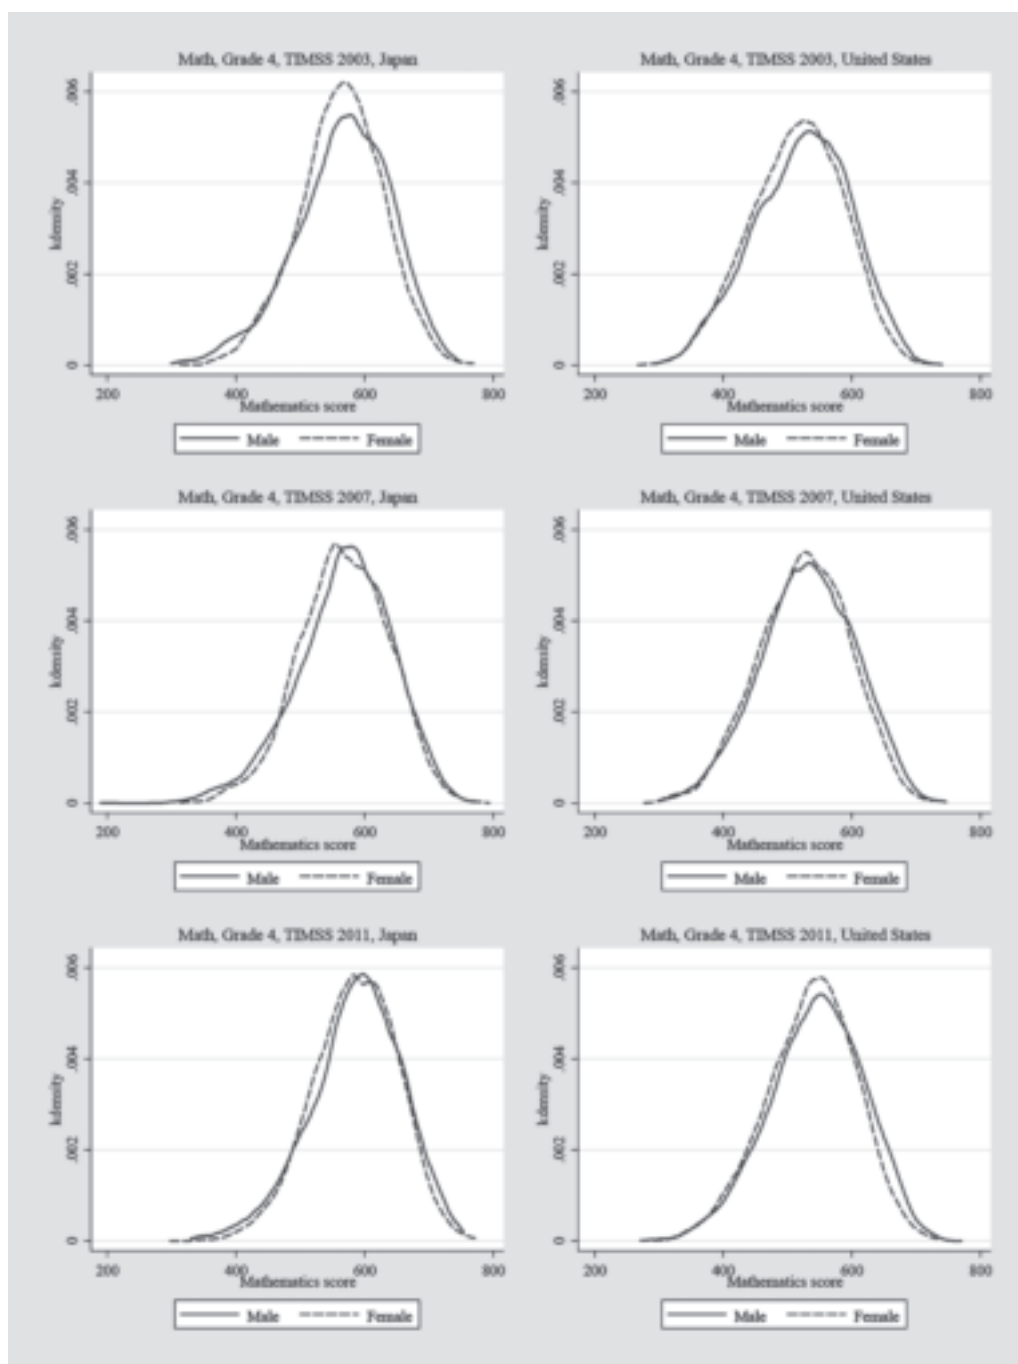 Math, Grade 4, TIMSS 2003, Japan
kdensity
.006
.004
.002
0
200 400 600 800
Mathematics score
Male Female
Math, Grade 4, TIMSS 2003, United States
kdensity
.006
.004
.002
0
200 400 600 800
Mathematics score
Male Female
Math, Grade 4, TIMSS 2007, Japan
kdensity
.006
.004
.002
0
200 400 600 800
Mathematics score
Male Female
Math, Grade 4, TIMSS 2007, United States
kdensity
.006
.004
.002
0
200 400 600 800
Mathematics score
Male Female
Math, Grade 4, TIMSS 2011, Japan
kdensity
.006
.004
.002
0
200 400 600 800
Mathematics score
Male Female
Math, Grade 4, TIMSS 2011, United States
kdensity
.006
.004
.002
0
200 400 600 800
Mathematics score
Male Female